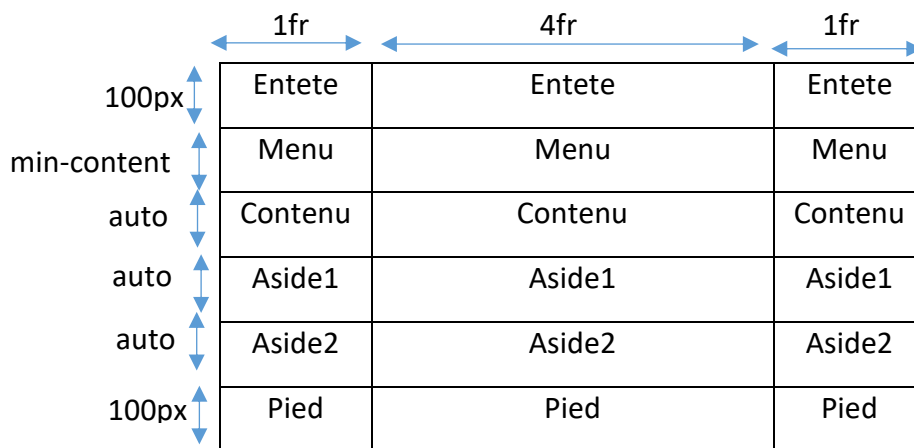 1fr 4fr 1fr
100px Entete Entete Entete
min-content Menu Menu Menu
auto Contenu Contenu Contenu
auto Aside1 Aside1 Aside1
auto Aside2 Aside2 Aside2
100px Pied Pied Pied